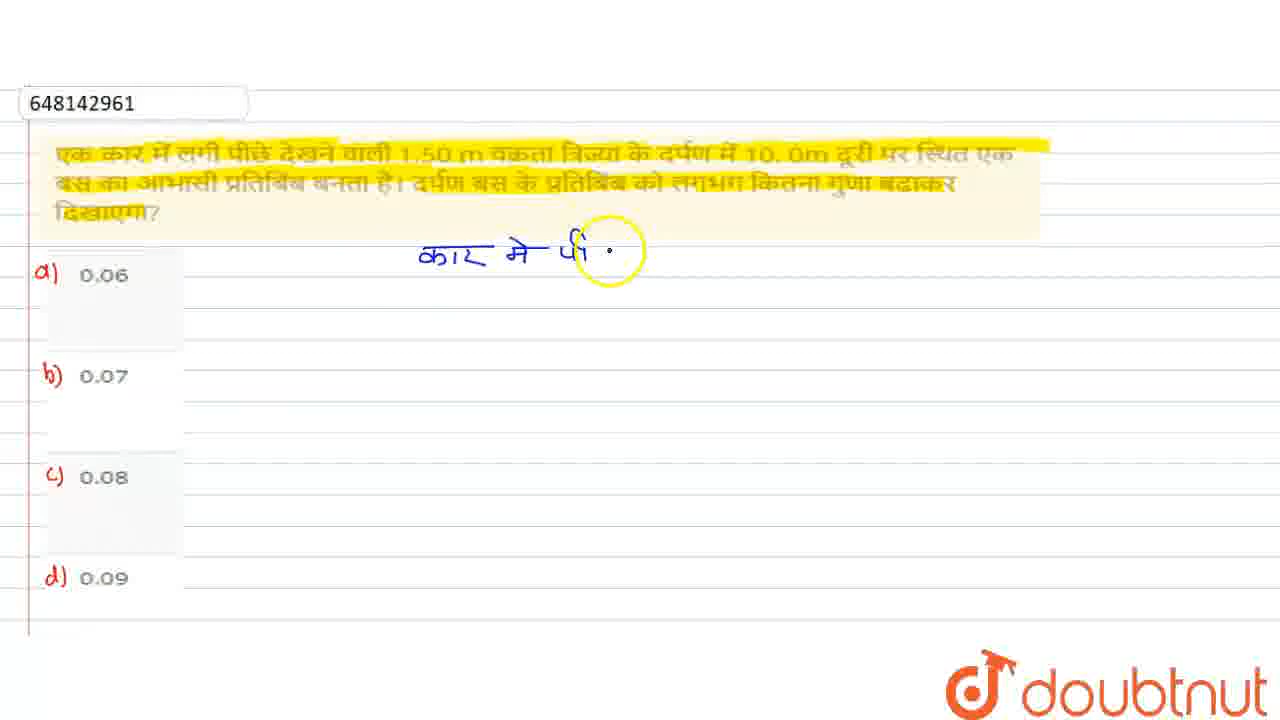 648142961
एक कार में लगी पीछे देखने वाली 1.50 m वक्रता त्रिज्या के दर्पण में 10. 0m दूरी पर स्थित एक
बस का आभासी प्रतिबिंब बनता है। दर्पण बस के प्रतिबिंब को लगभग कितना गुणा बढाकर
दिखाएगा?
कार मे पी
a) 0.06
b) 0.07
c) 0.08
d) 0.09
doubtnut